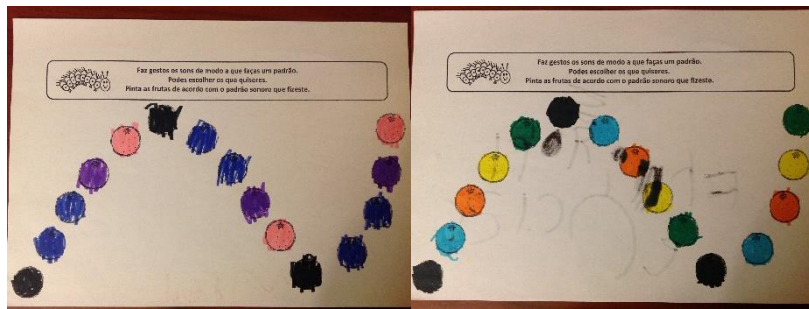 Faz gestos os sons de modo a que faças um padrão.
Podes escolher os que quiseres.
Pinta as frutas de acordo com o padrão sonoro que fizeste.
Faz gestos os sons de modo a que faças um padrão.
Podes escolher os que quiseres.
Pinta as frutas de acordo com o padrão sonoro que fizeste.